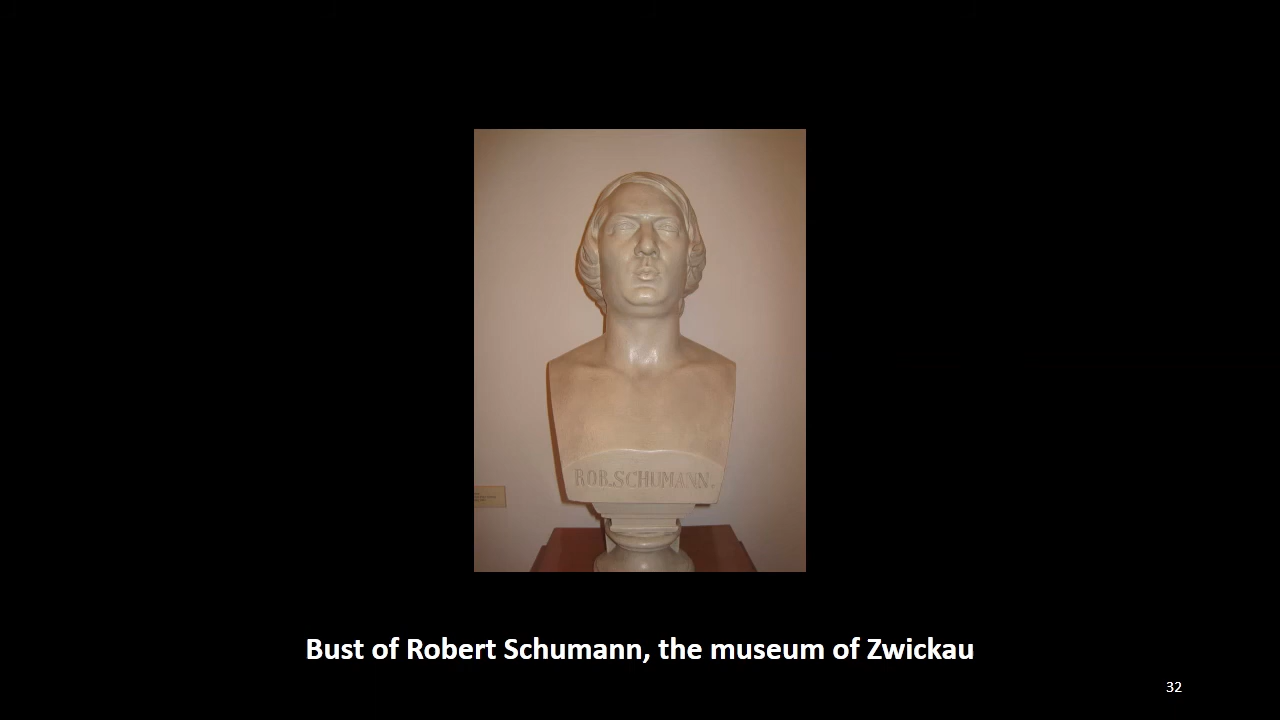 ROB.SCHUMANN.
Bust of Robert Schumann, the museum of Zwickau
32